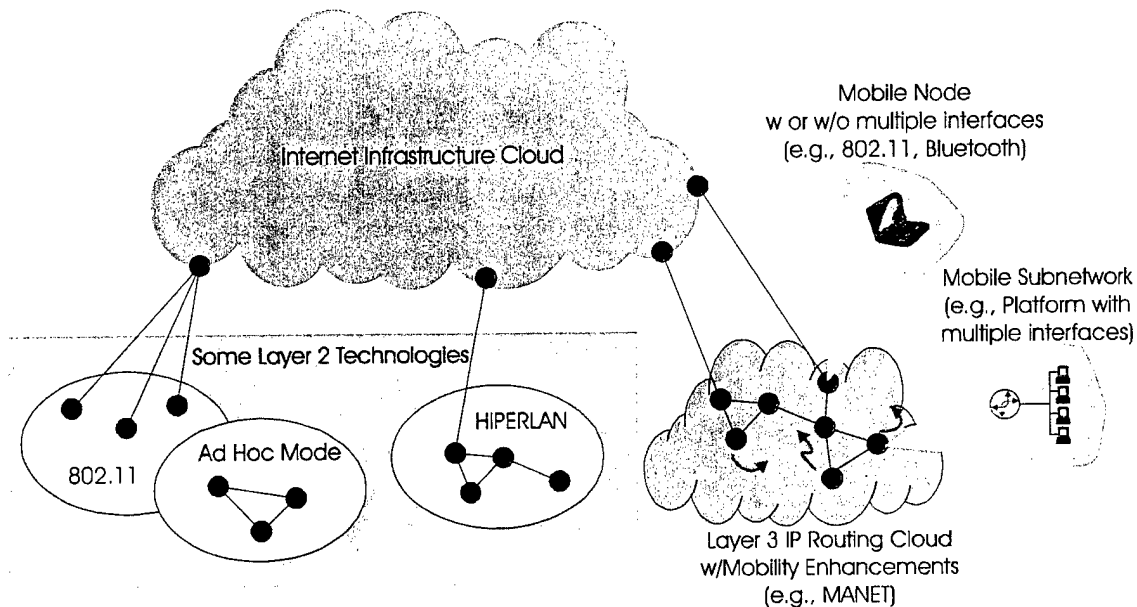 Internet Infrastructure Cloud
Mobile Node
w or w/o multiple interfaces
(e.g., 802.11, Bluetooth)
Mobile Subnetwork
(e.g., Platform with
multiple interfaces)
Some Layer 2 Technologies
802.11
Ad Hoc Mode
HIPERLAN
Layer 3 IP Routing Cloud
w/Mobility Enhancements
(e.g., MANET)